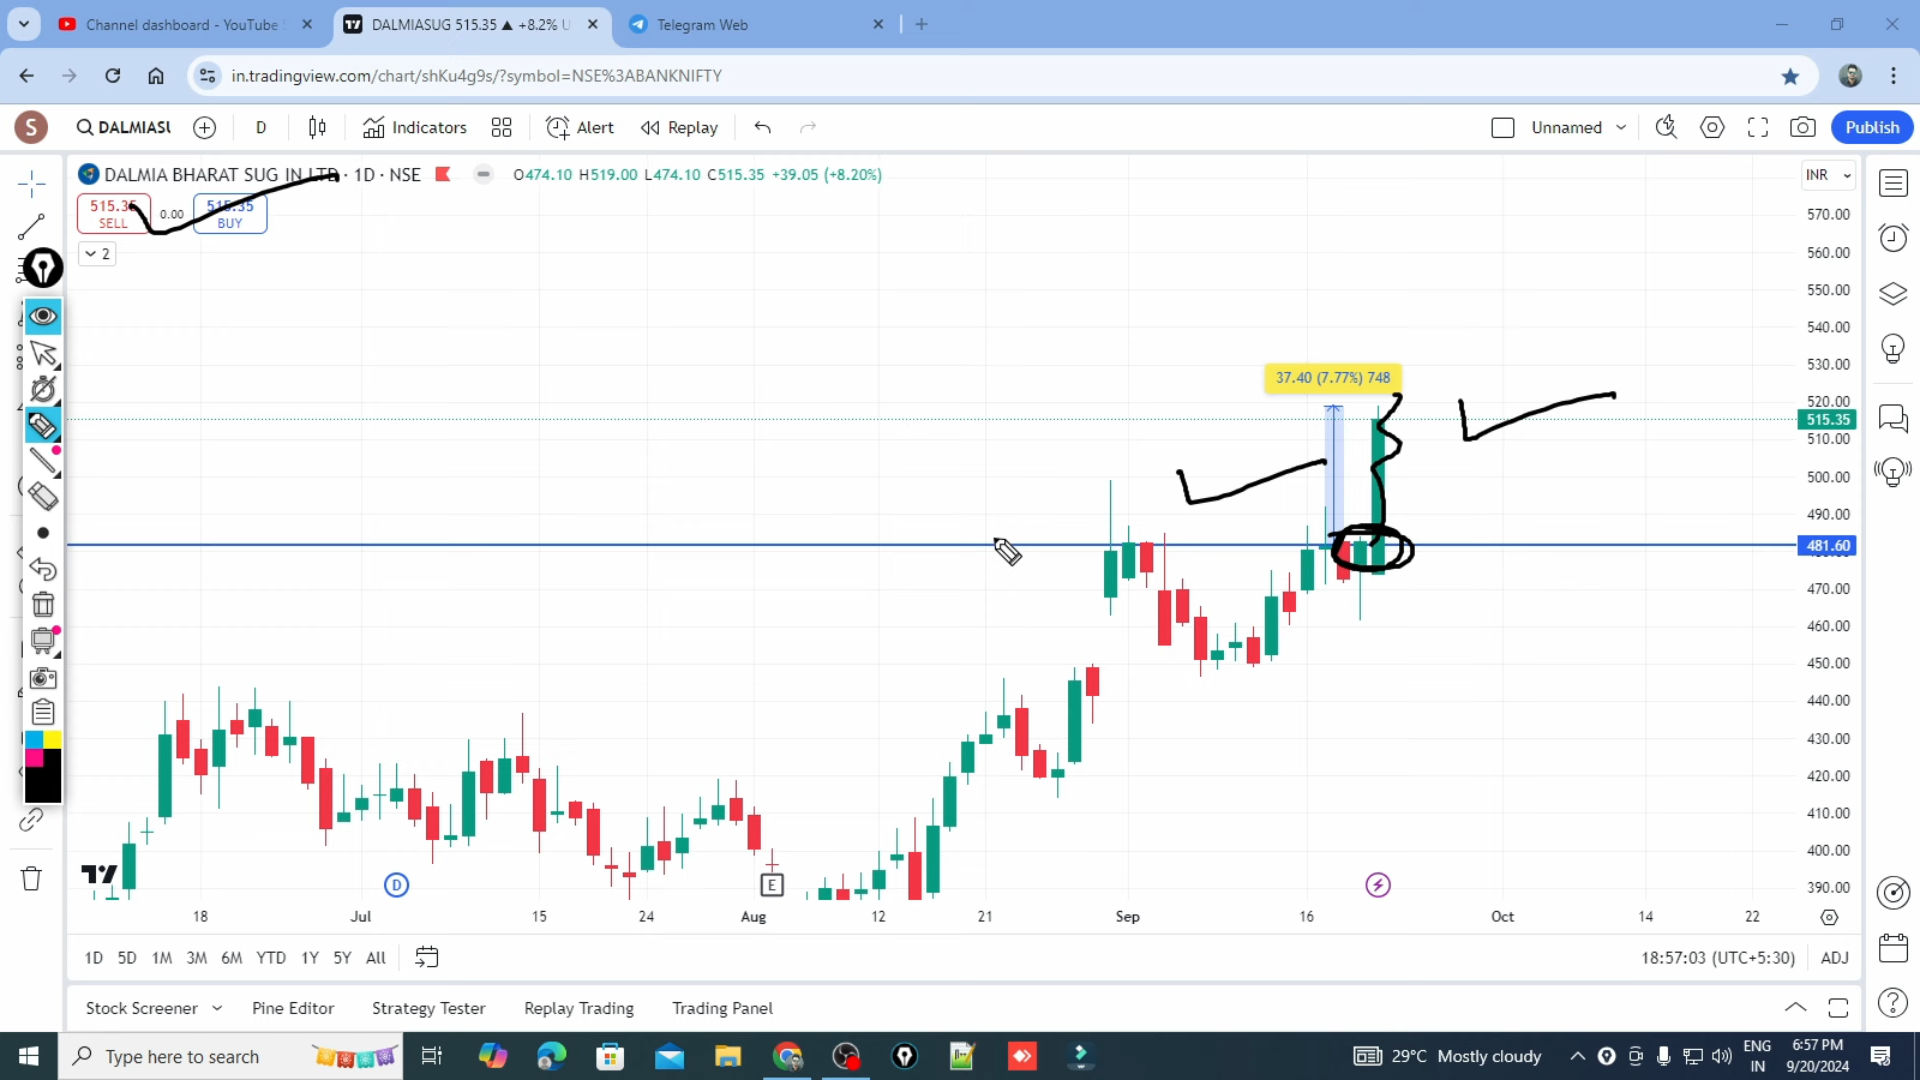 Channel dashboard - YouTube
DALMIASUG 515.35 ▲ +8.2% U
Telegram Web
in.tradingview.com/chart/shKu4g9s/?symbol=NSE%3ABANKNIFTY
S
DALMIASU
D
Indicators
Alert
Replay
Unnamed
Publish
DALMIA BHARAT SUG IN LTD · 1D · NSE
O474.10 H519.00 L474.10 C515.35 +39.05 (+8.20%)
INR
515.35
SELL
0.00
515.35
BUY
2
570.00
560.00
550.00
540.00
530.00
37.40 (7.77%) 748
520.00
515.35
510.00
500.00
490.00
481.60
470.00
460.00
450.00
440.00
430.00
420.00
410.00
400.00
390.00
D
E
18
Jul
15
24
Aug
12
21
Sep
16
Oct
14
22
1D 5D 1M 3M 6M YTD 1Y 5Y All
18:57:03 (UTC+5:30)
ADJ
Stock Screener
Pine Editor
Strategy Tester
Replay Trading
Trading Panel
Type here to search
29°C Mostly cloudy
ENG
IN
6:57 PM
9/20/2024